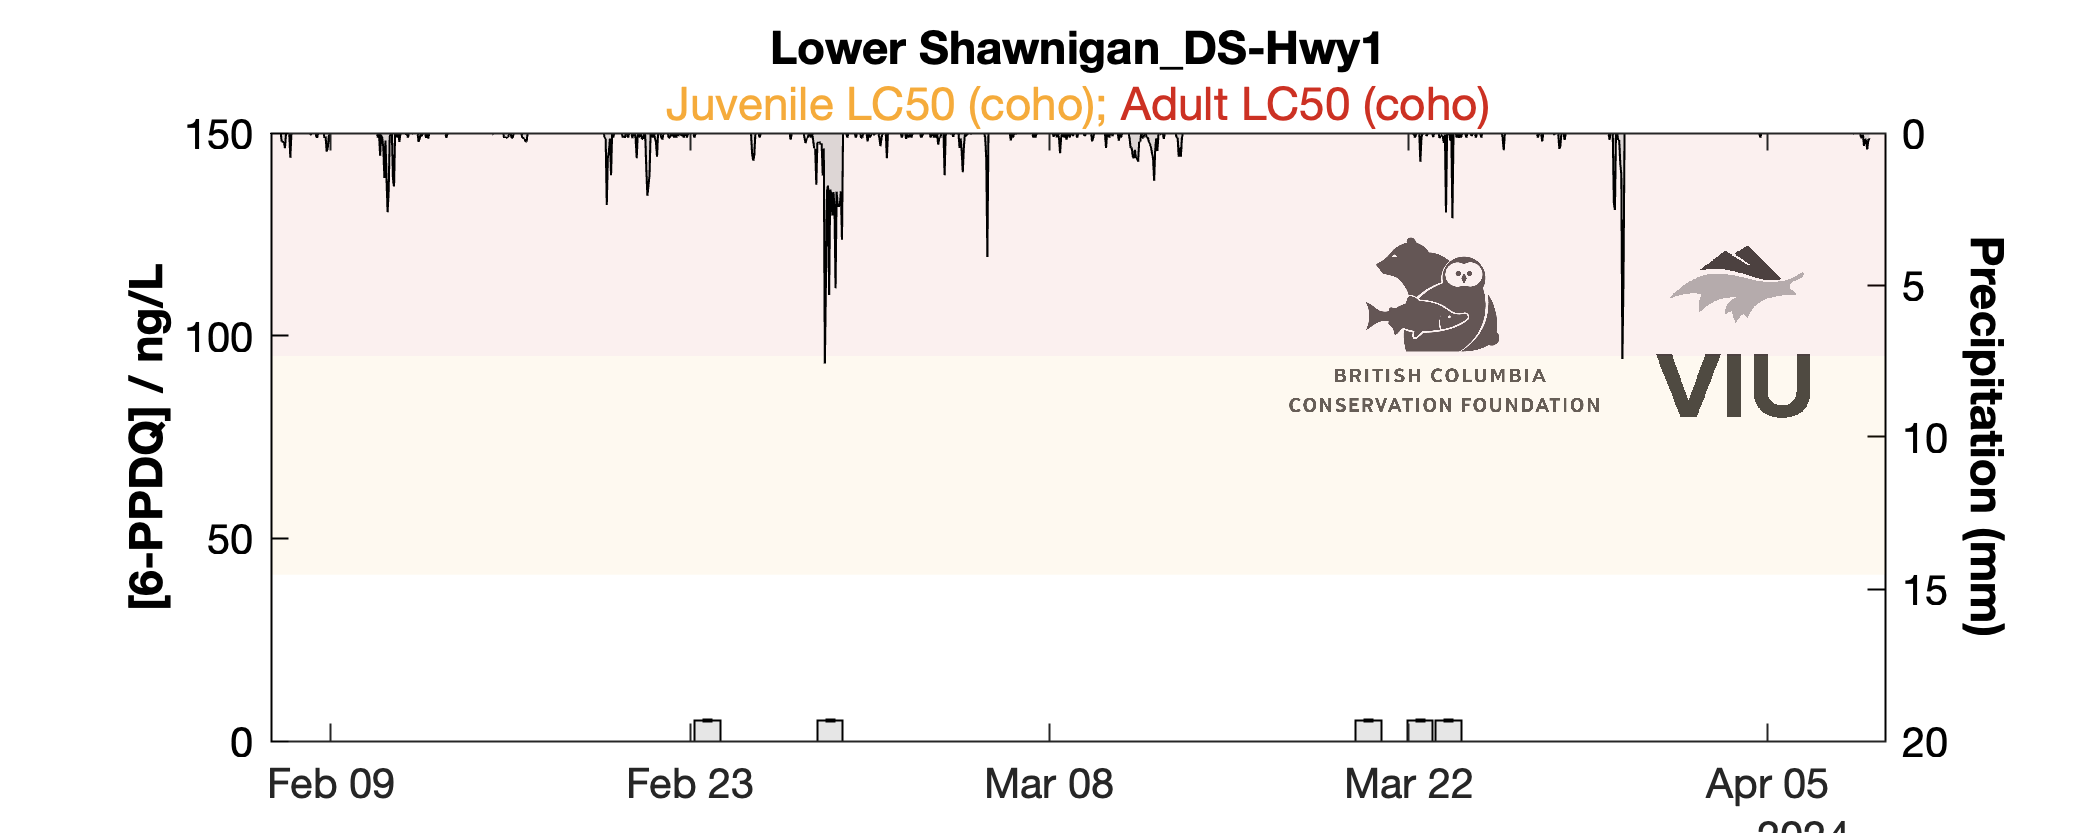 Lower Shawnigan_DS-Hwy1
Juvenile LC50 (coho); Adult LC50 (coho)
150
100
50
0
[6-PPDQ] / ng/L
0
5
10
15
20
Precipitation (mm)
BRITISH COLUMBIA
CONSERVATION FOUNDATION
VIU
Feb 09
Feb 23
Mar 08
Mar 22
Apr 05
2024